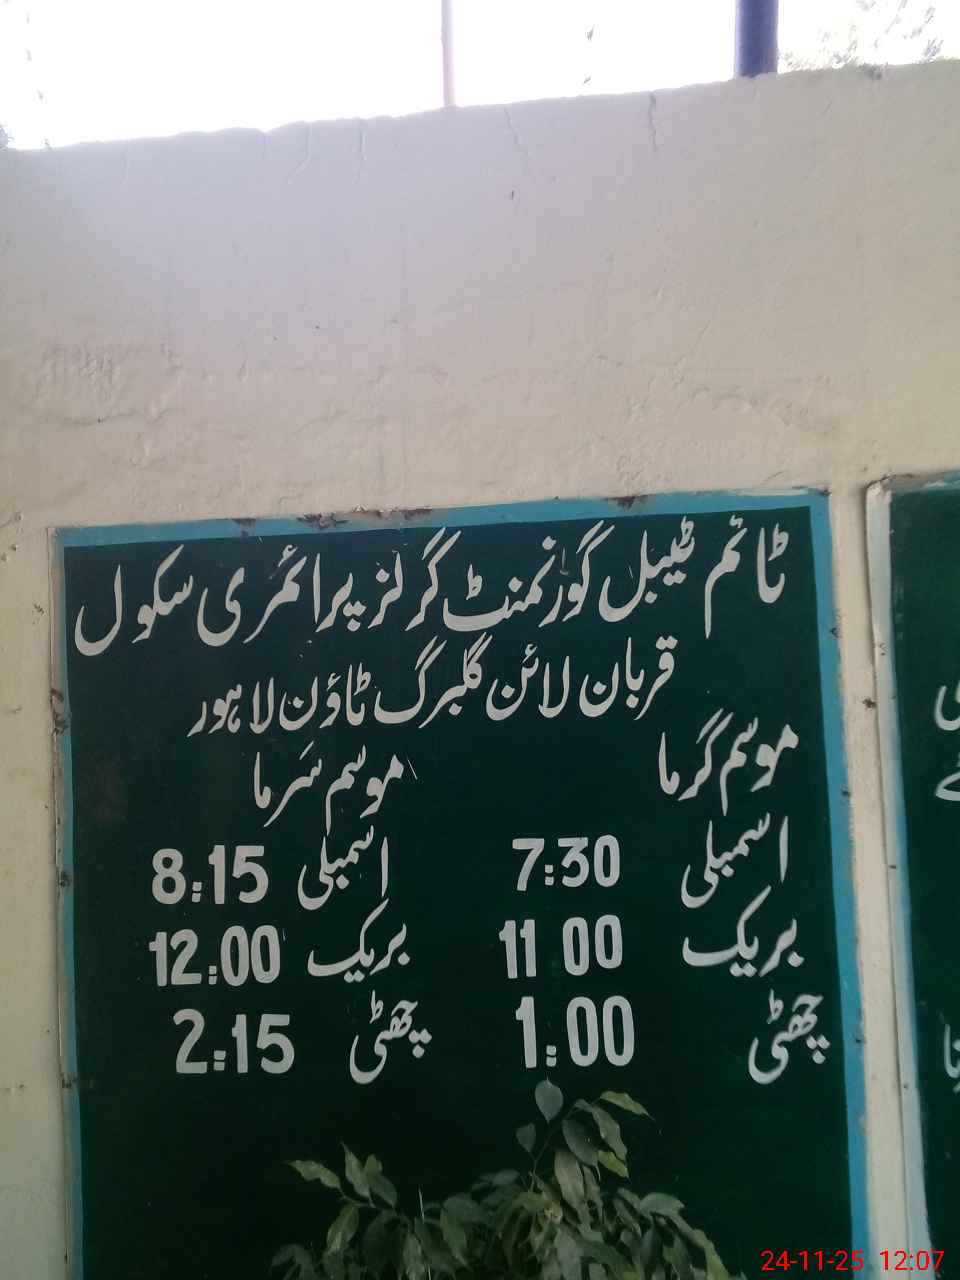 ٹائم ٹیبل گورنمنٹ گرلز پرائمری سکول
قربان لائن گلبرگ ٹاؤن لاہور
موسم گرما موسم سَرما
اسمبلی 7:30 اسمبلی 8:15
بریک 11 00 بریک 12:00
چھٹی 1:00 چھٹی 2:15
24-11-25 12:07